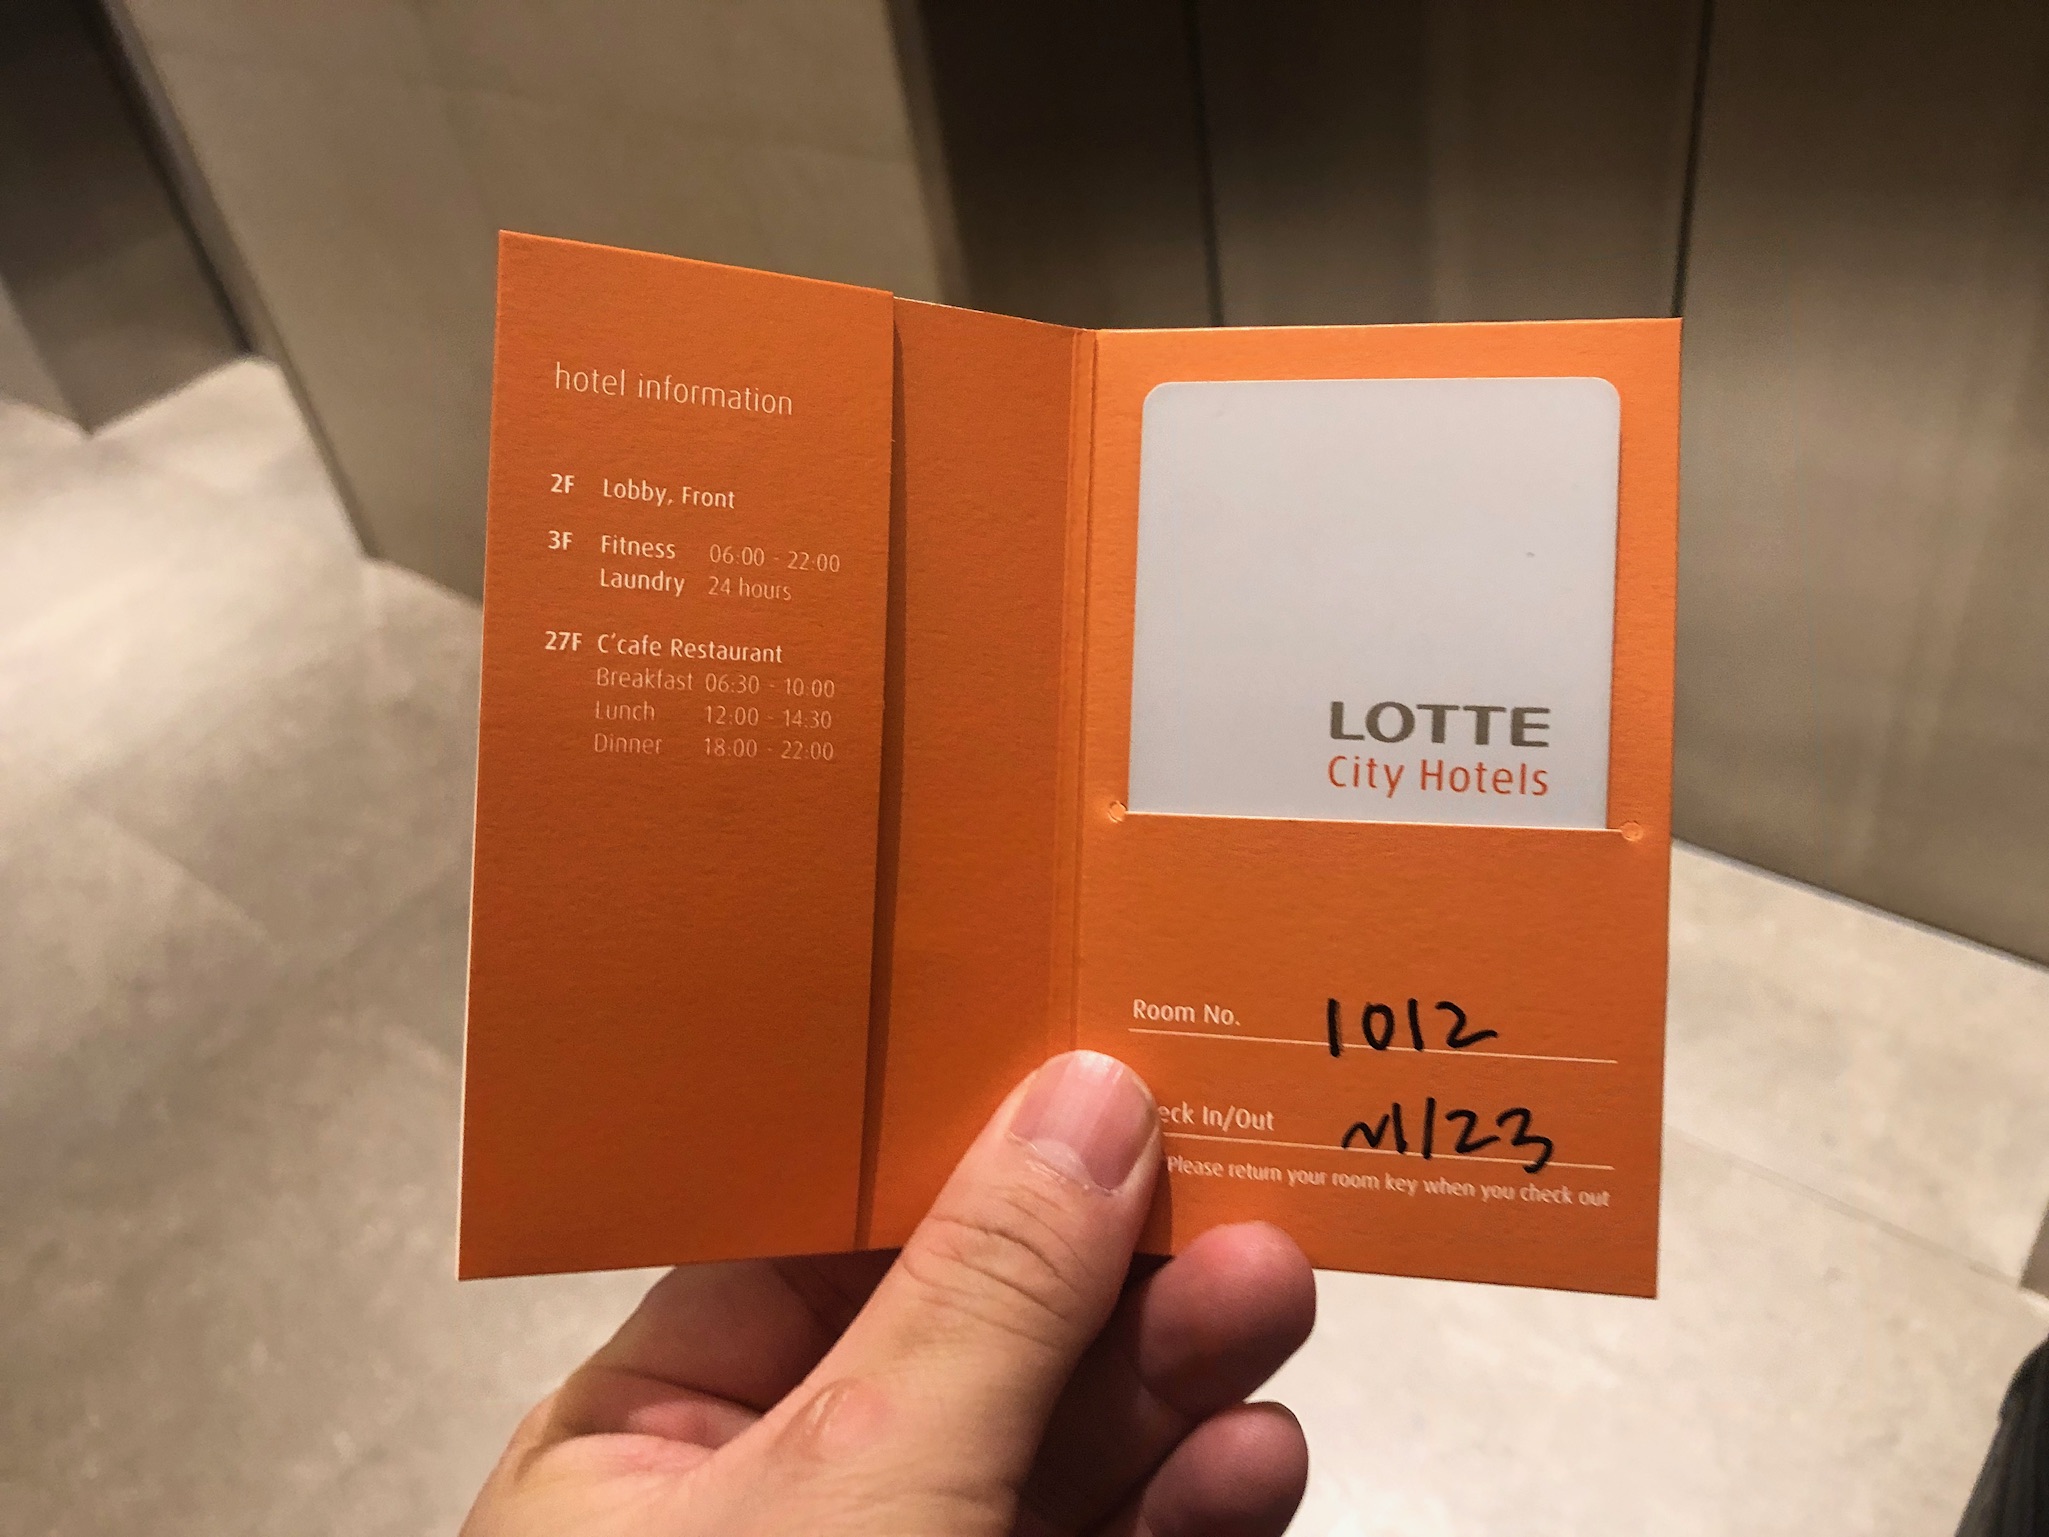 hotel information
2F Lobby, Front
3F Fitness 06:00 - 22:00
Laundry 24 hours
27F C'cafe Restaurant
Breakfast 06:30 - 10:00
Lunch 12:00 - 14:30
Dinner 18:00 - 22:00
LOTTE
City Hotels
Room No. 1012
eck In/Out ~1/23
Please return your room key when you check out